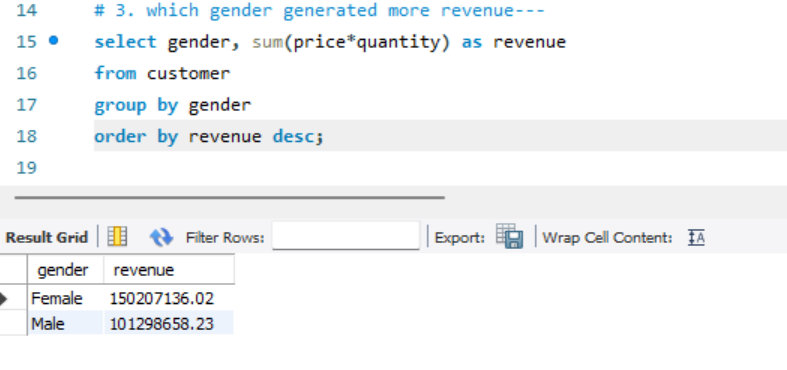 14 # 3. which gender generated more revenue---
15 select gender, sum(price*quantity) as revenue
16 from customer
17 group by gender
18 order by revenue desc;
19
Result Grid Filter Rows: Export: Wrap Cell Content: IA
gender revenue
Female 150207136.02
Male 101298658.23